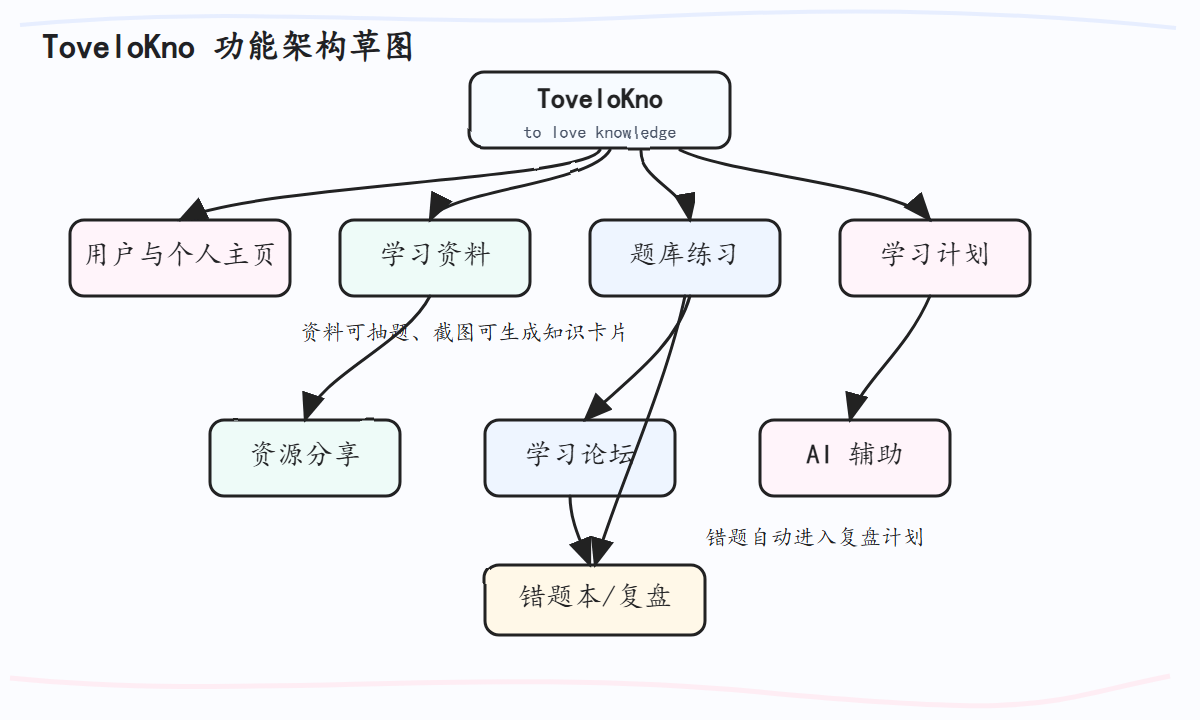 ToveloKno 功能架构草图
ToveloKno
to love knowledge
用户与个人主页
学习资料
题库练习
学习计划
资料可抽题、截图可生成知识卡片
资源分享
学习论坛
AI 辅助
错题自动进入复盘计划
错题本/复盘